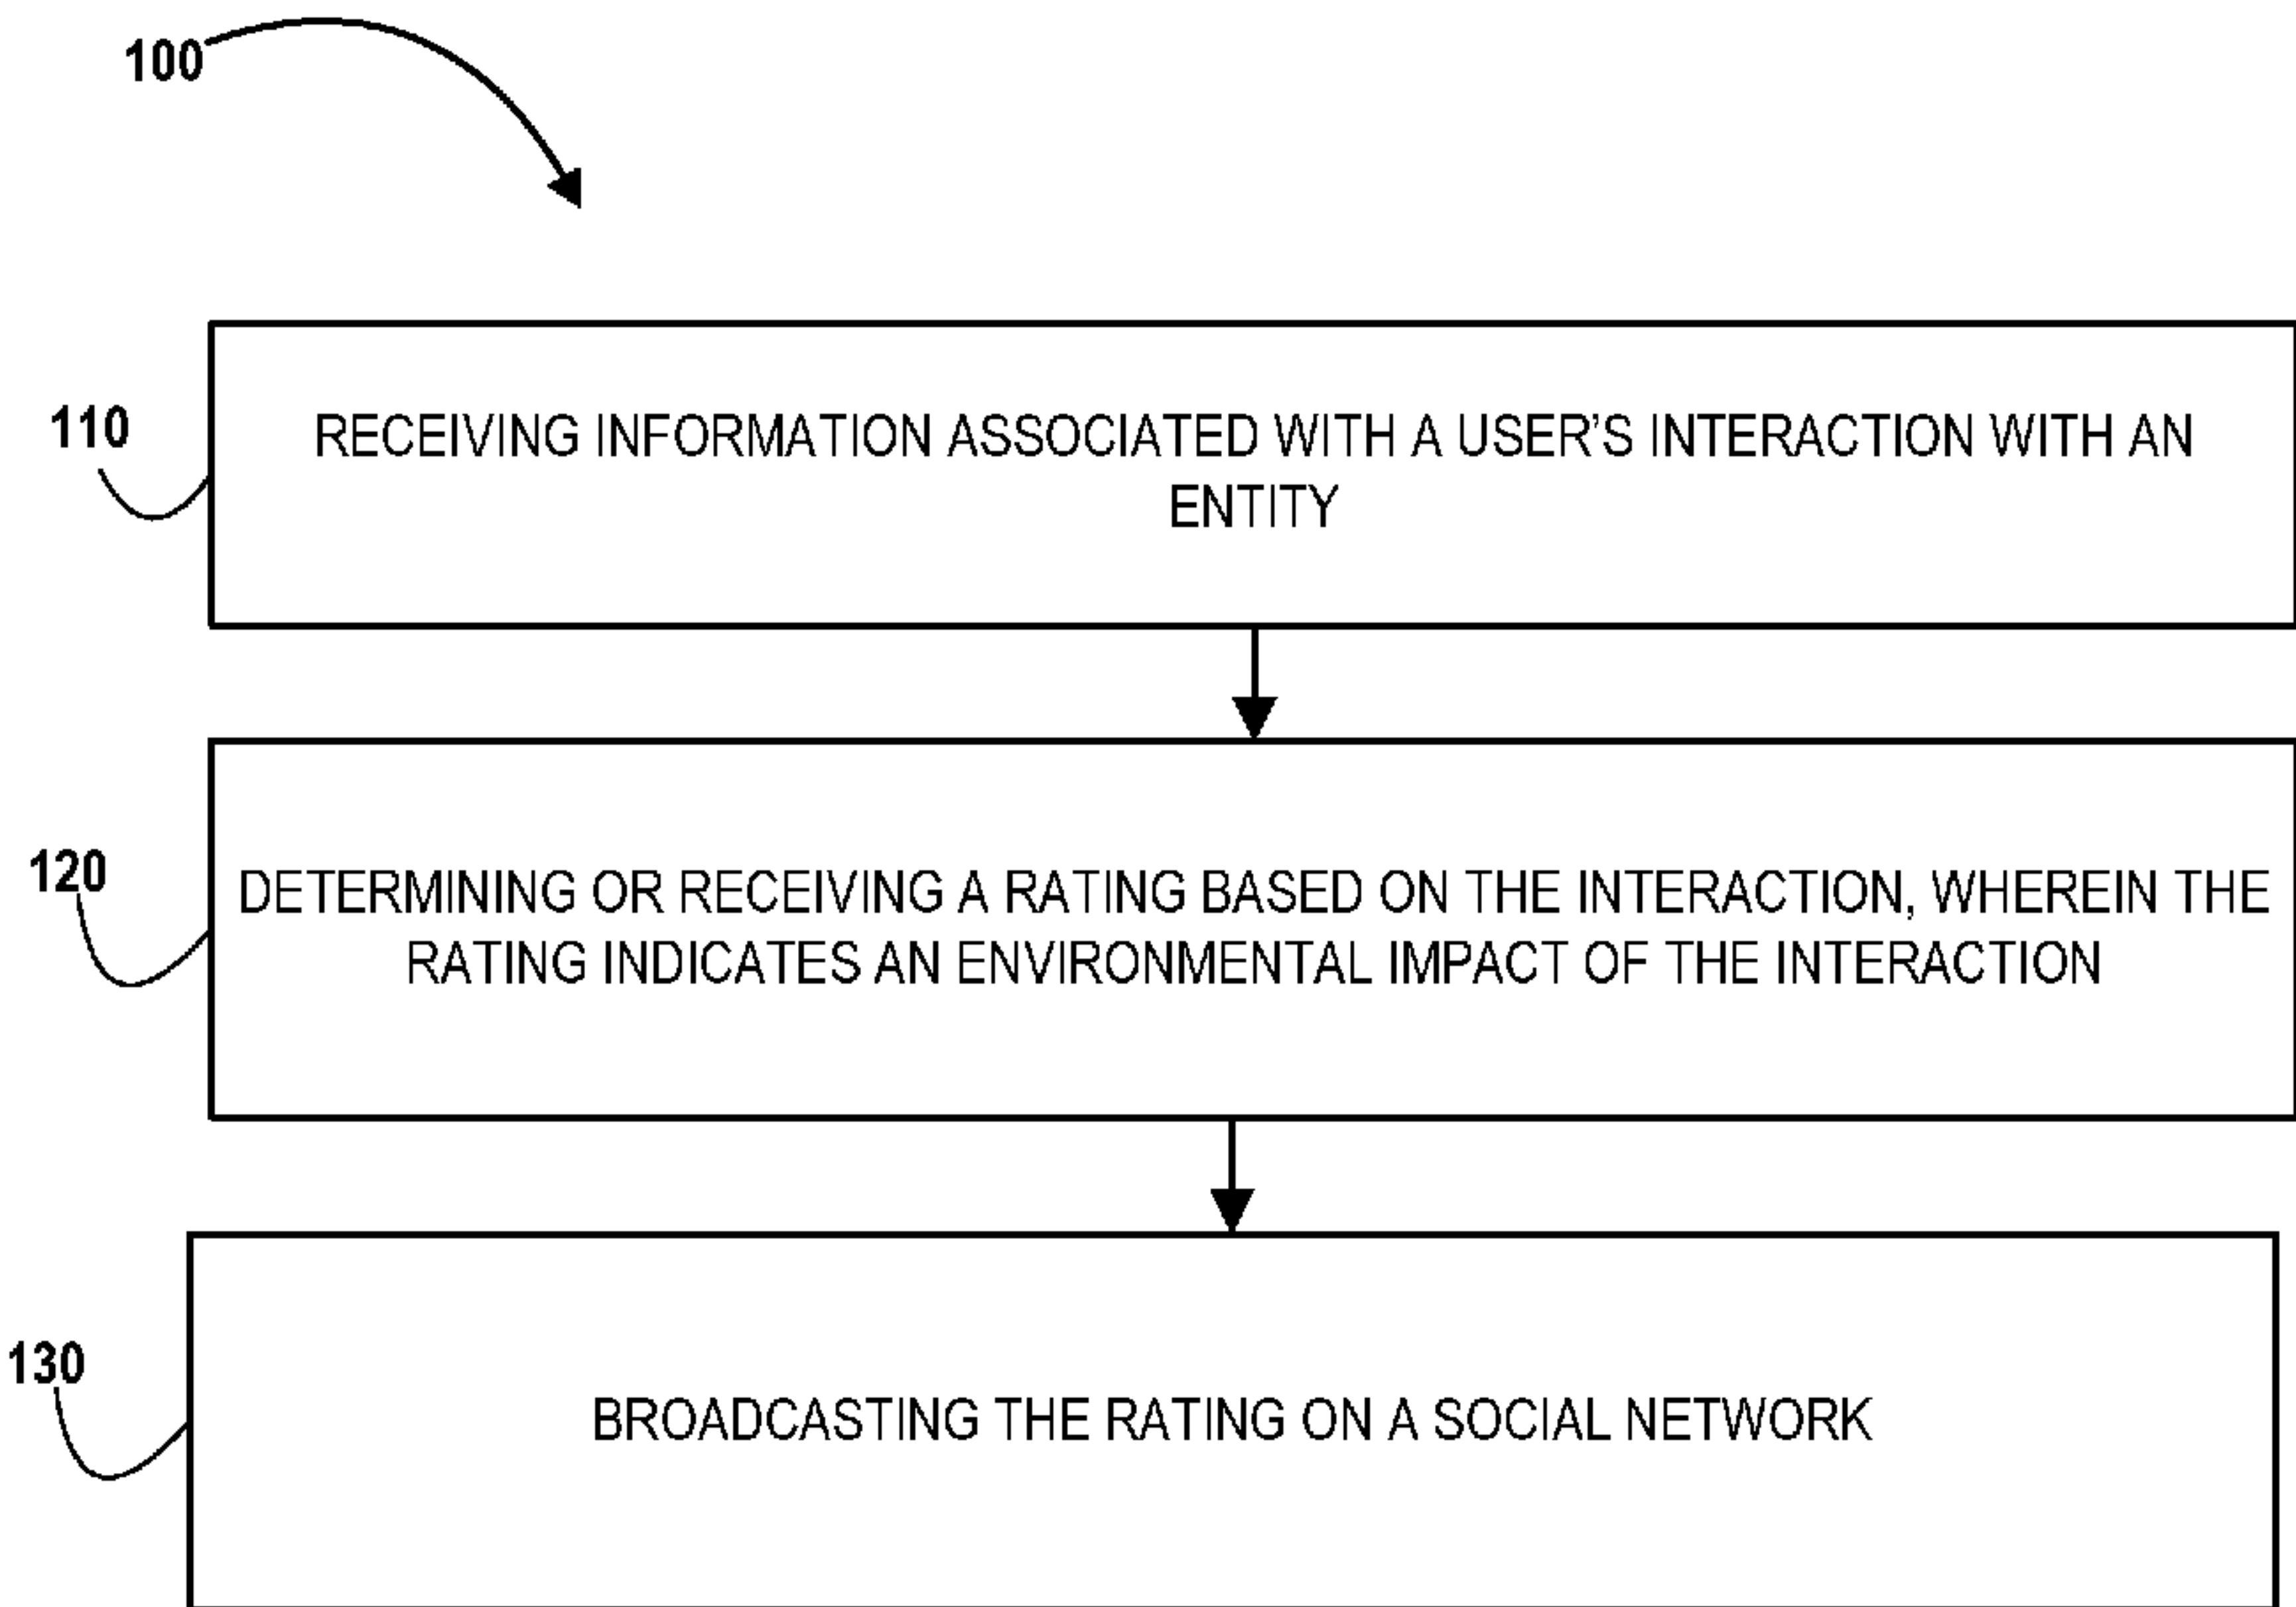 100
110
RECEIVING INFORMATION ASSOCIATED WITH A USER'S INTERACTION WITH AN
ENTITY
120
DETERMINING OR RECEIVING A RATING BASED ON THE INTERACTION, WHEREIN THE
RATING INDICATES AN ENVIRONMENTAL IMPACT OF THE INTERACTION
130
BROADCASTING THE RATING ON A SOCIAL NETWORK